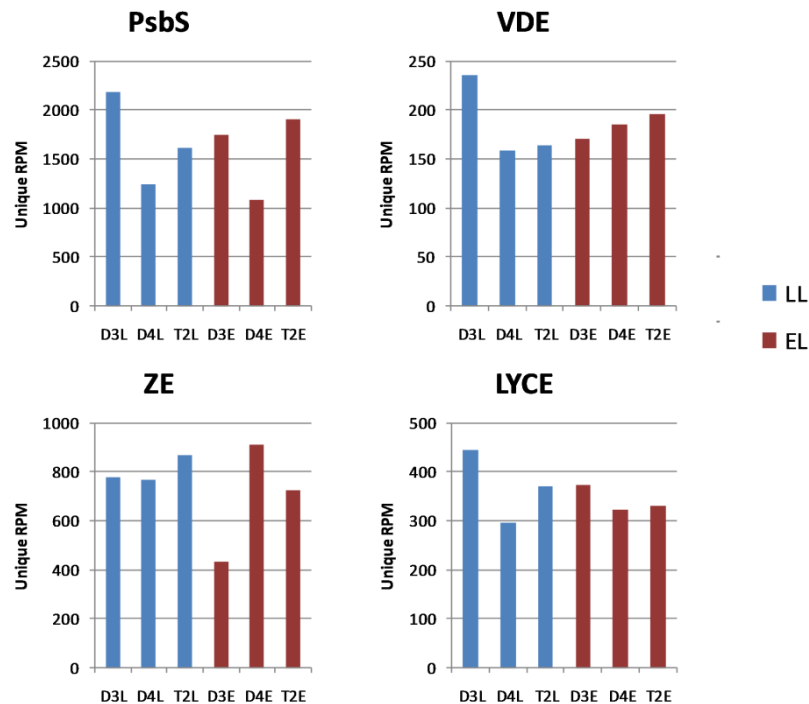 PsbS
2500
2000
1500
1000
500
0
Unique RPM
D3L D4L T2L D3E D4E T2E
VDE
250
200
150
100
50
0
Unique RPM
D3L D4L T2L D3E D4E T2E
LL
EL
ZE
1000
800
600
400
200
0
Unique RPM
D3L D4L T2L D3E D4E T2E
LYCE
500
400
300
200
100
0
Unique RPM
D3L D4L T2L D3E D4E T2E